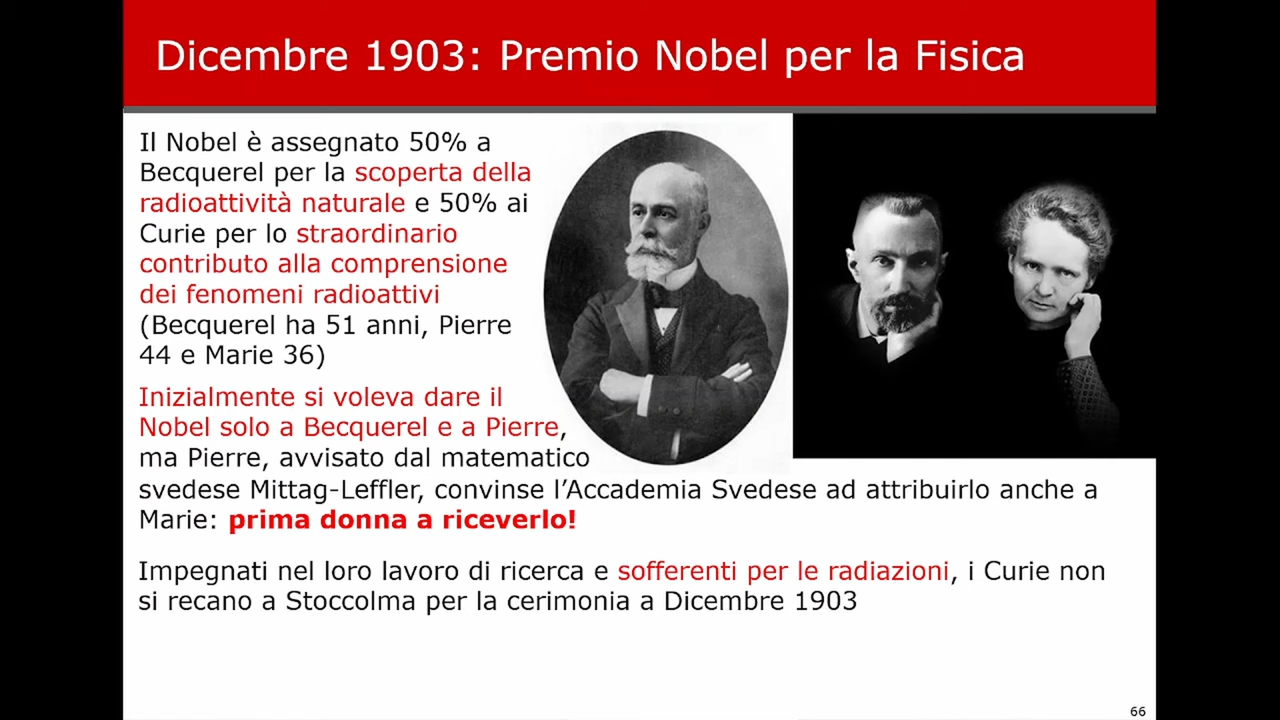 Dicembre 1903: Premio Nobel per la Fisica
Il Nobel è assegnato 50% a
Becquerel per la scoperta della
radioattività naturale e 50% ai
Curie per lo straordinario
contributo alla comprensione
dei fenomeni radioattivi
(Becquerel ha 51 anni, Pierre
44 e Marie 36)
Inizialmente si voleva dare il
Nobel solo a Becquerel e a Pierre,
ma Pierre, avvisato dal matematico
svedese Mittag-Leffler, convinse l’Accademia Svedese ad attribuirlo anche a
Marie: prima donna a riceverlo!
Impegnati nel loro lavoro di ricerca e sofferenti per le radiazioni, i Curie non
si recano a Stoccolma per la cerimonia a Dicembre 1903
66